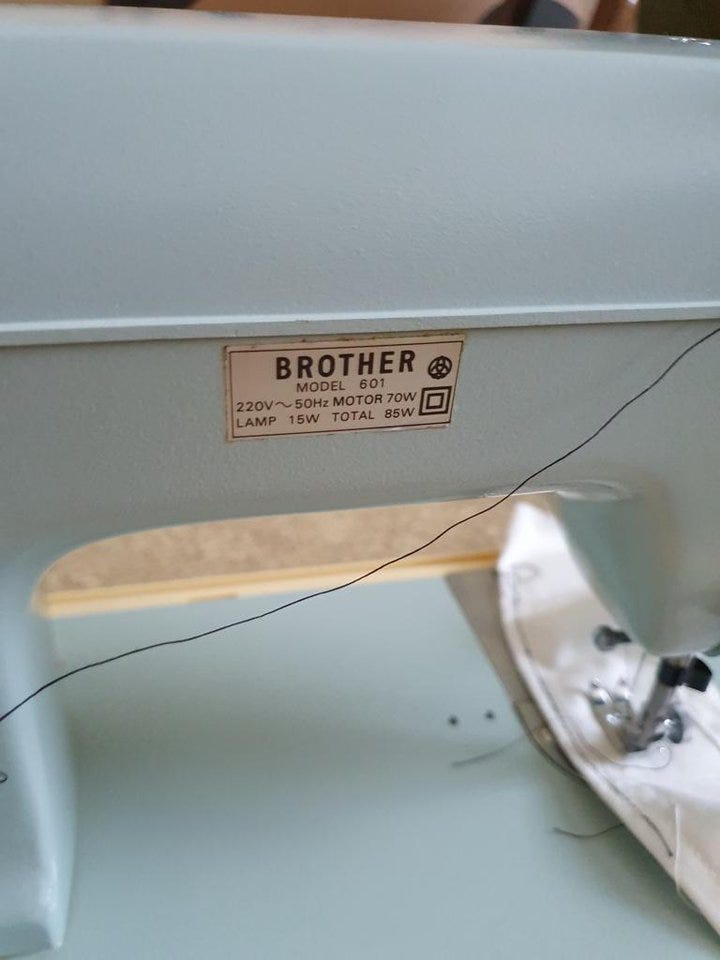 BROTHER
MODEL 601
220V～50Hz MOTOR 70W
LAMP 15W TOTAL 85W